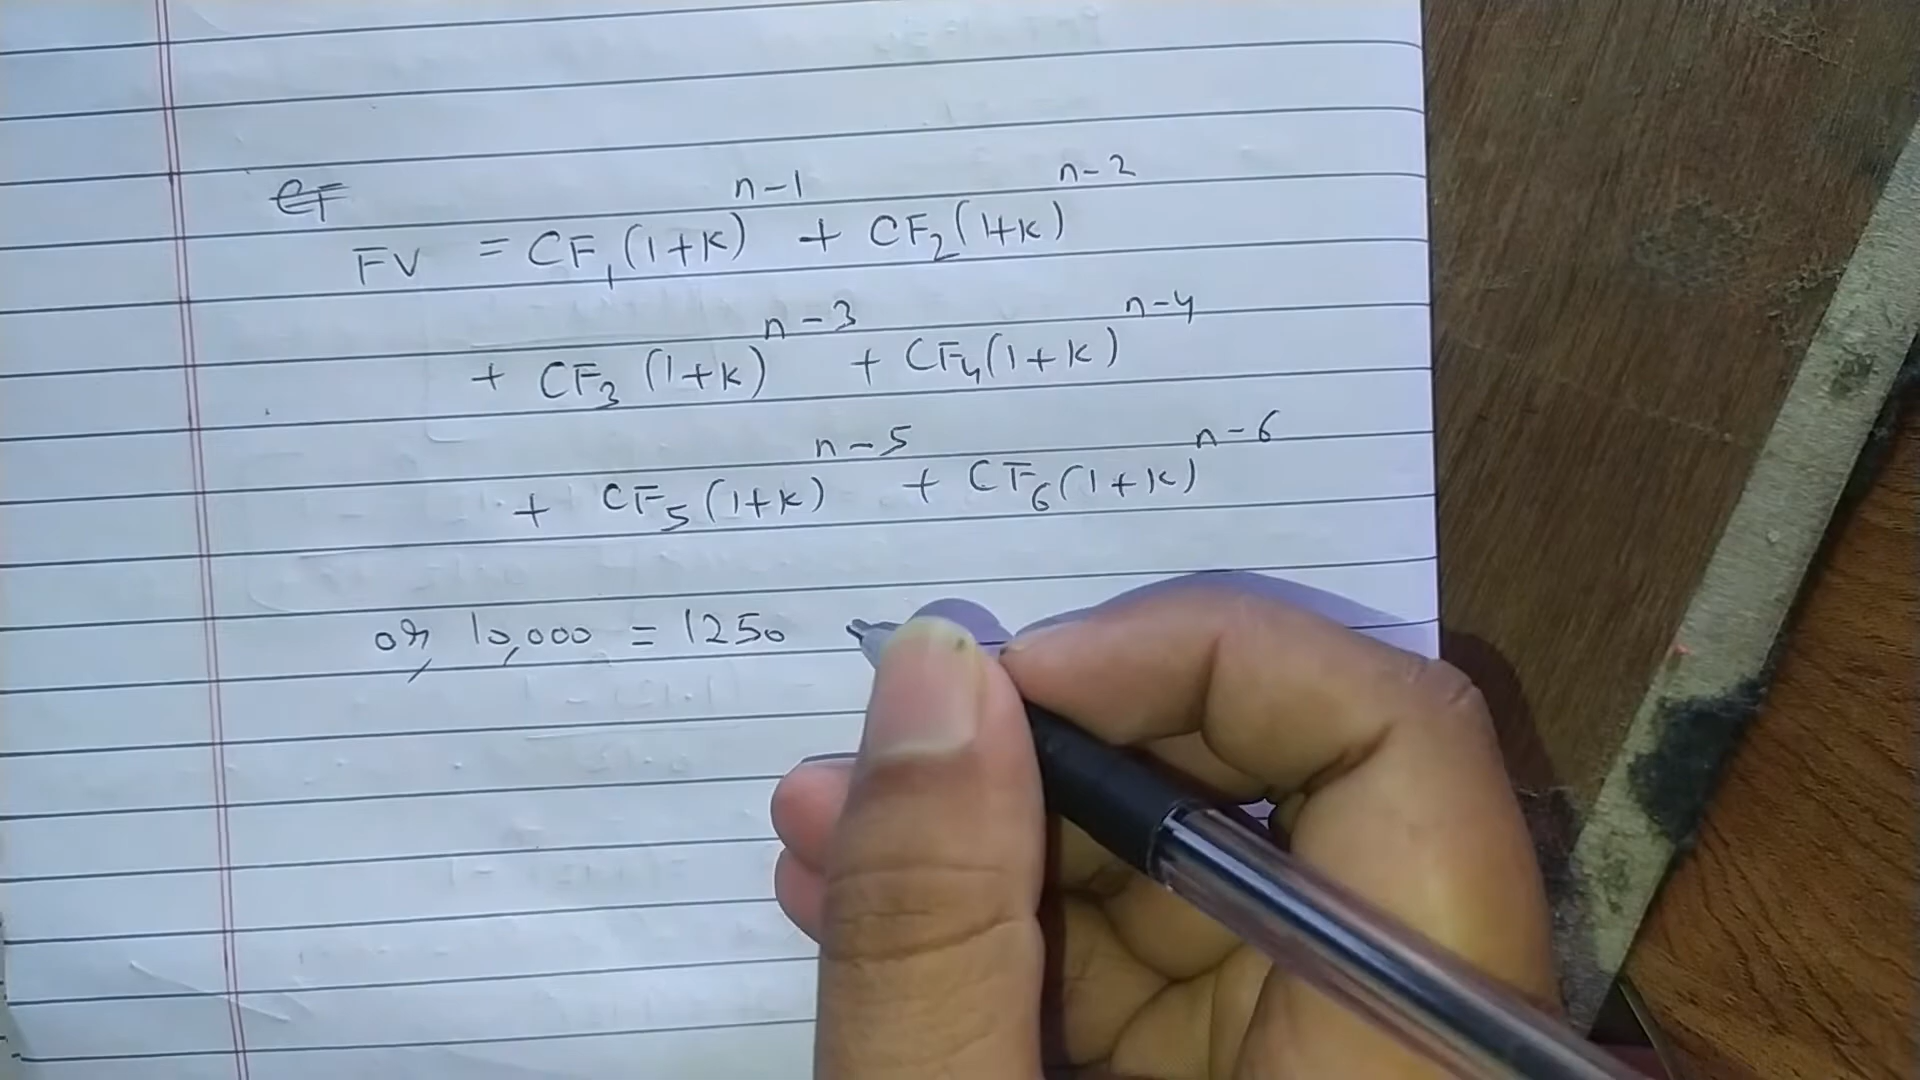 CF
FV = CF₁(1+K)ⁿ⁻¹ + CF₂(1+K)ⁿ⁻²
+ CF₃(1+K)ⁿ⁻³ + CF₄(1+K)ⁿ⁻⁴
+ CF₅(1+K)ⁿ⁻⁵ + CF₆(1+K)ⁿ⁻⁶
or, 10,000 = 1250